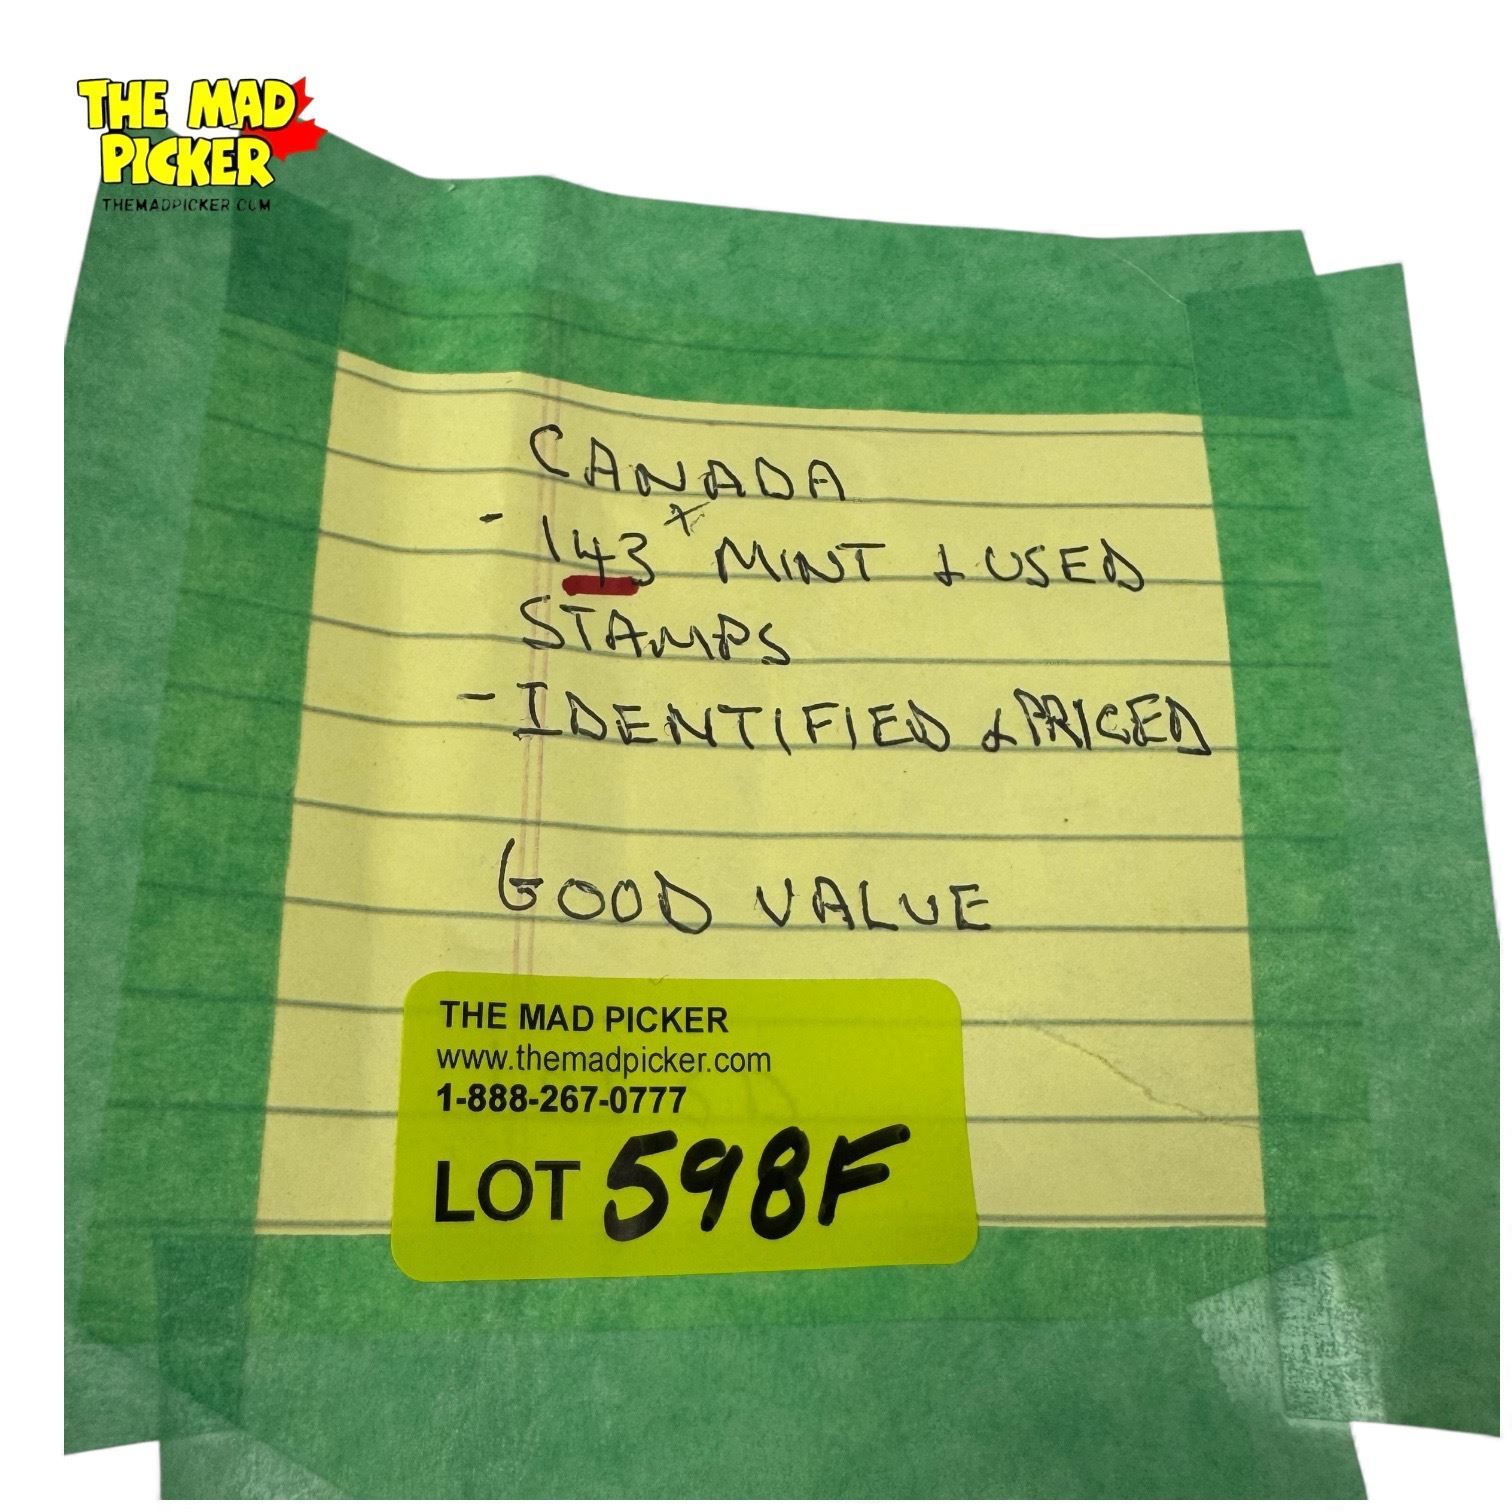 THE MAD
PICKER
THEMADPICKER.COM
CANADA
- 143 x MINT & USED
STAMPS
- IDENTIFIED & PRICED
GOOD VALUE
THE MAD PICKER
www.themadpicker.com
1-888-267-0777
LOT 598F